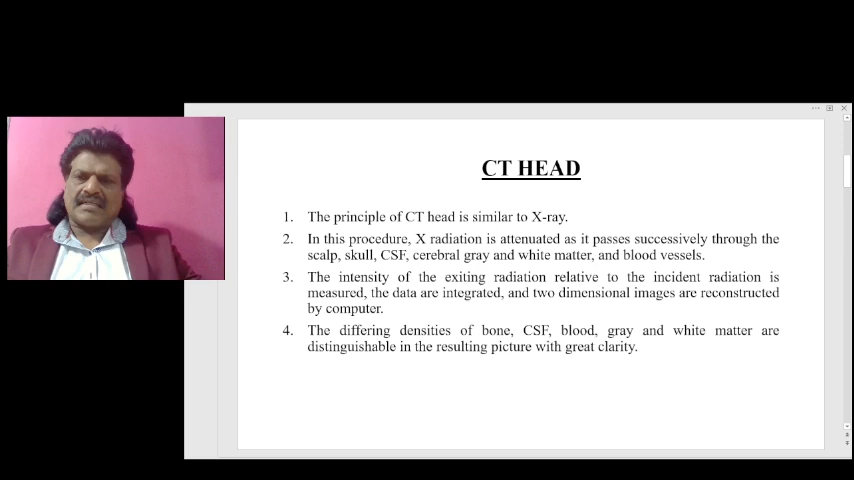 CT HEAD
1. The principle of CT head is similar to X-ray.
2. In this procedure, X radiation is attenuated as it passes successively through the
scalp, skull, CSF, cerebral gray and white matter, and blood vessels.
3. The intensity of the exiting radiation relative to the incident radiation is
measured, the data are integrated, and two dimensional images are reconstructed
by computer.
4. The differing densities of bone, CSF, blood, gray and white matter are
distinguishable in the resulting picture with great clarity.